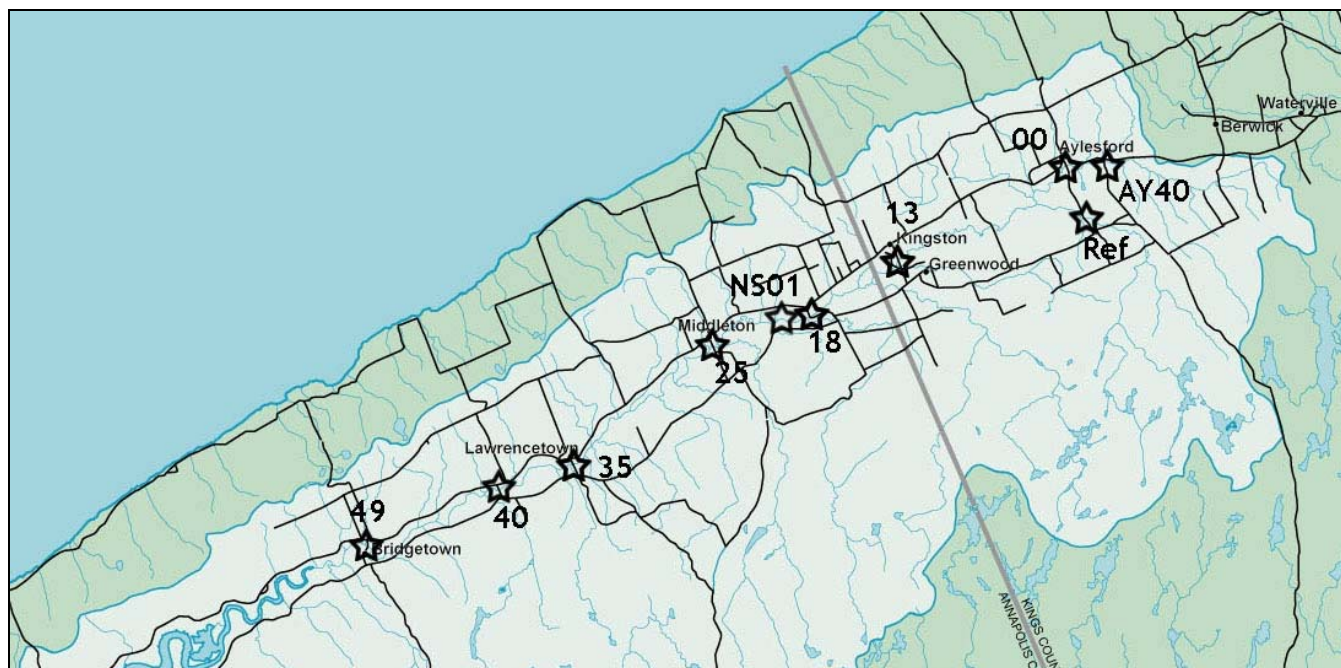 Waterville
Berwick
00
Aylesford
AY40
13
Ref
Kingston
Greenwood
NS01
Middleton
18
25
Lawrencetown
35
40
49
Bridgetown
KINGS COUN
ANNAPOLIS C